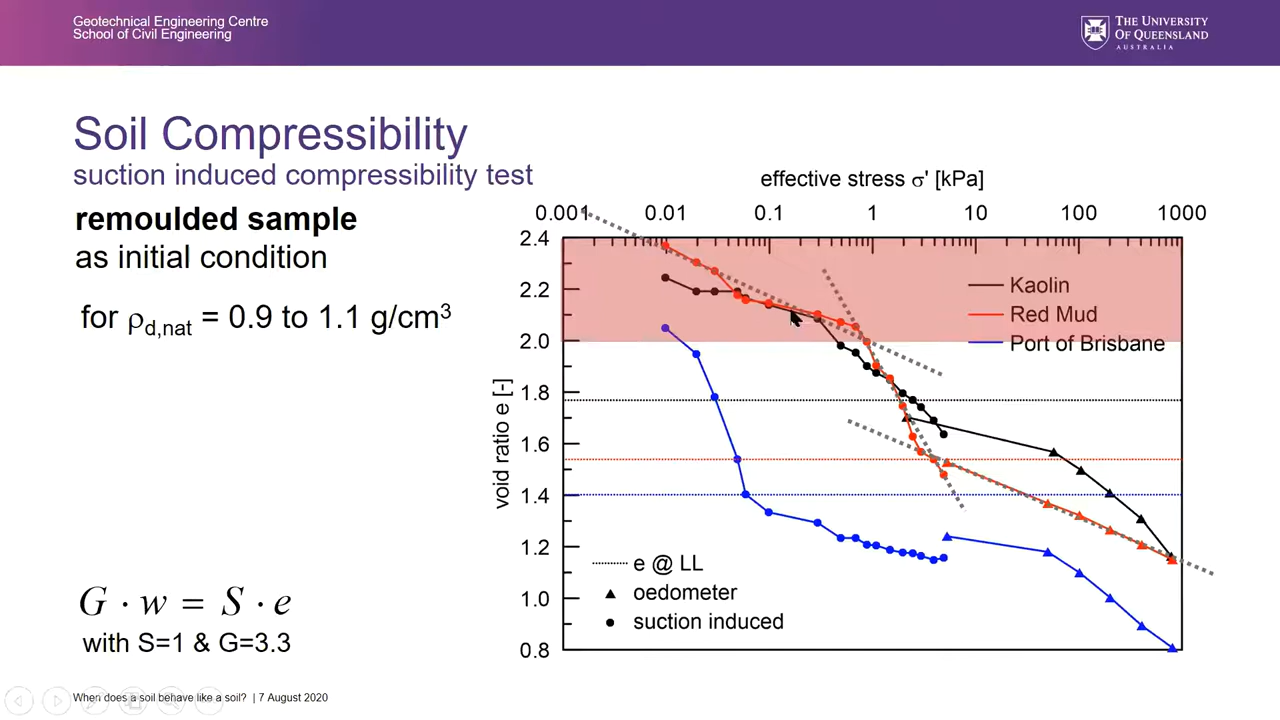 Geotechnical Engineering Centre
School of Civil Engineering
THE UNIVERSITY
OF QUEENSLAND
AUSTRALIA
Soil Compressibility
suction induced compressibility test
remoulded sample
as initial condition
for ρd,nat = 0.9 to 1.1 g/cm³
G · w = S · e
with S=1 & G=3.3
effective stress σ' [kPa]
0.001 0.01 0.1 1 10 100 1000
void ratio e [-]
2.4
2.2
2.0
1.8
1.6
1.4
1.2
1.0
0.8
Kaolin
Red Mud
Port of Brisbane
e @ LL
oedometer
suction induced
When does a soil behave like a soil? | 7 August 2020